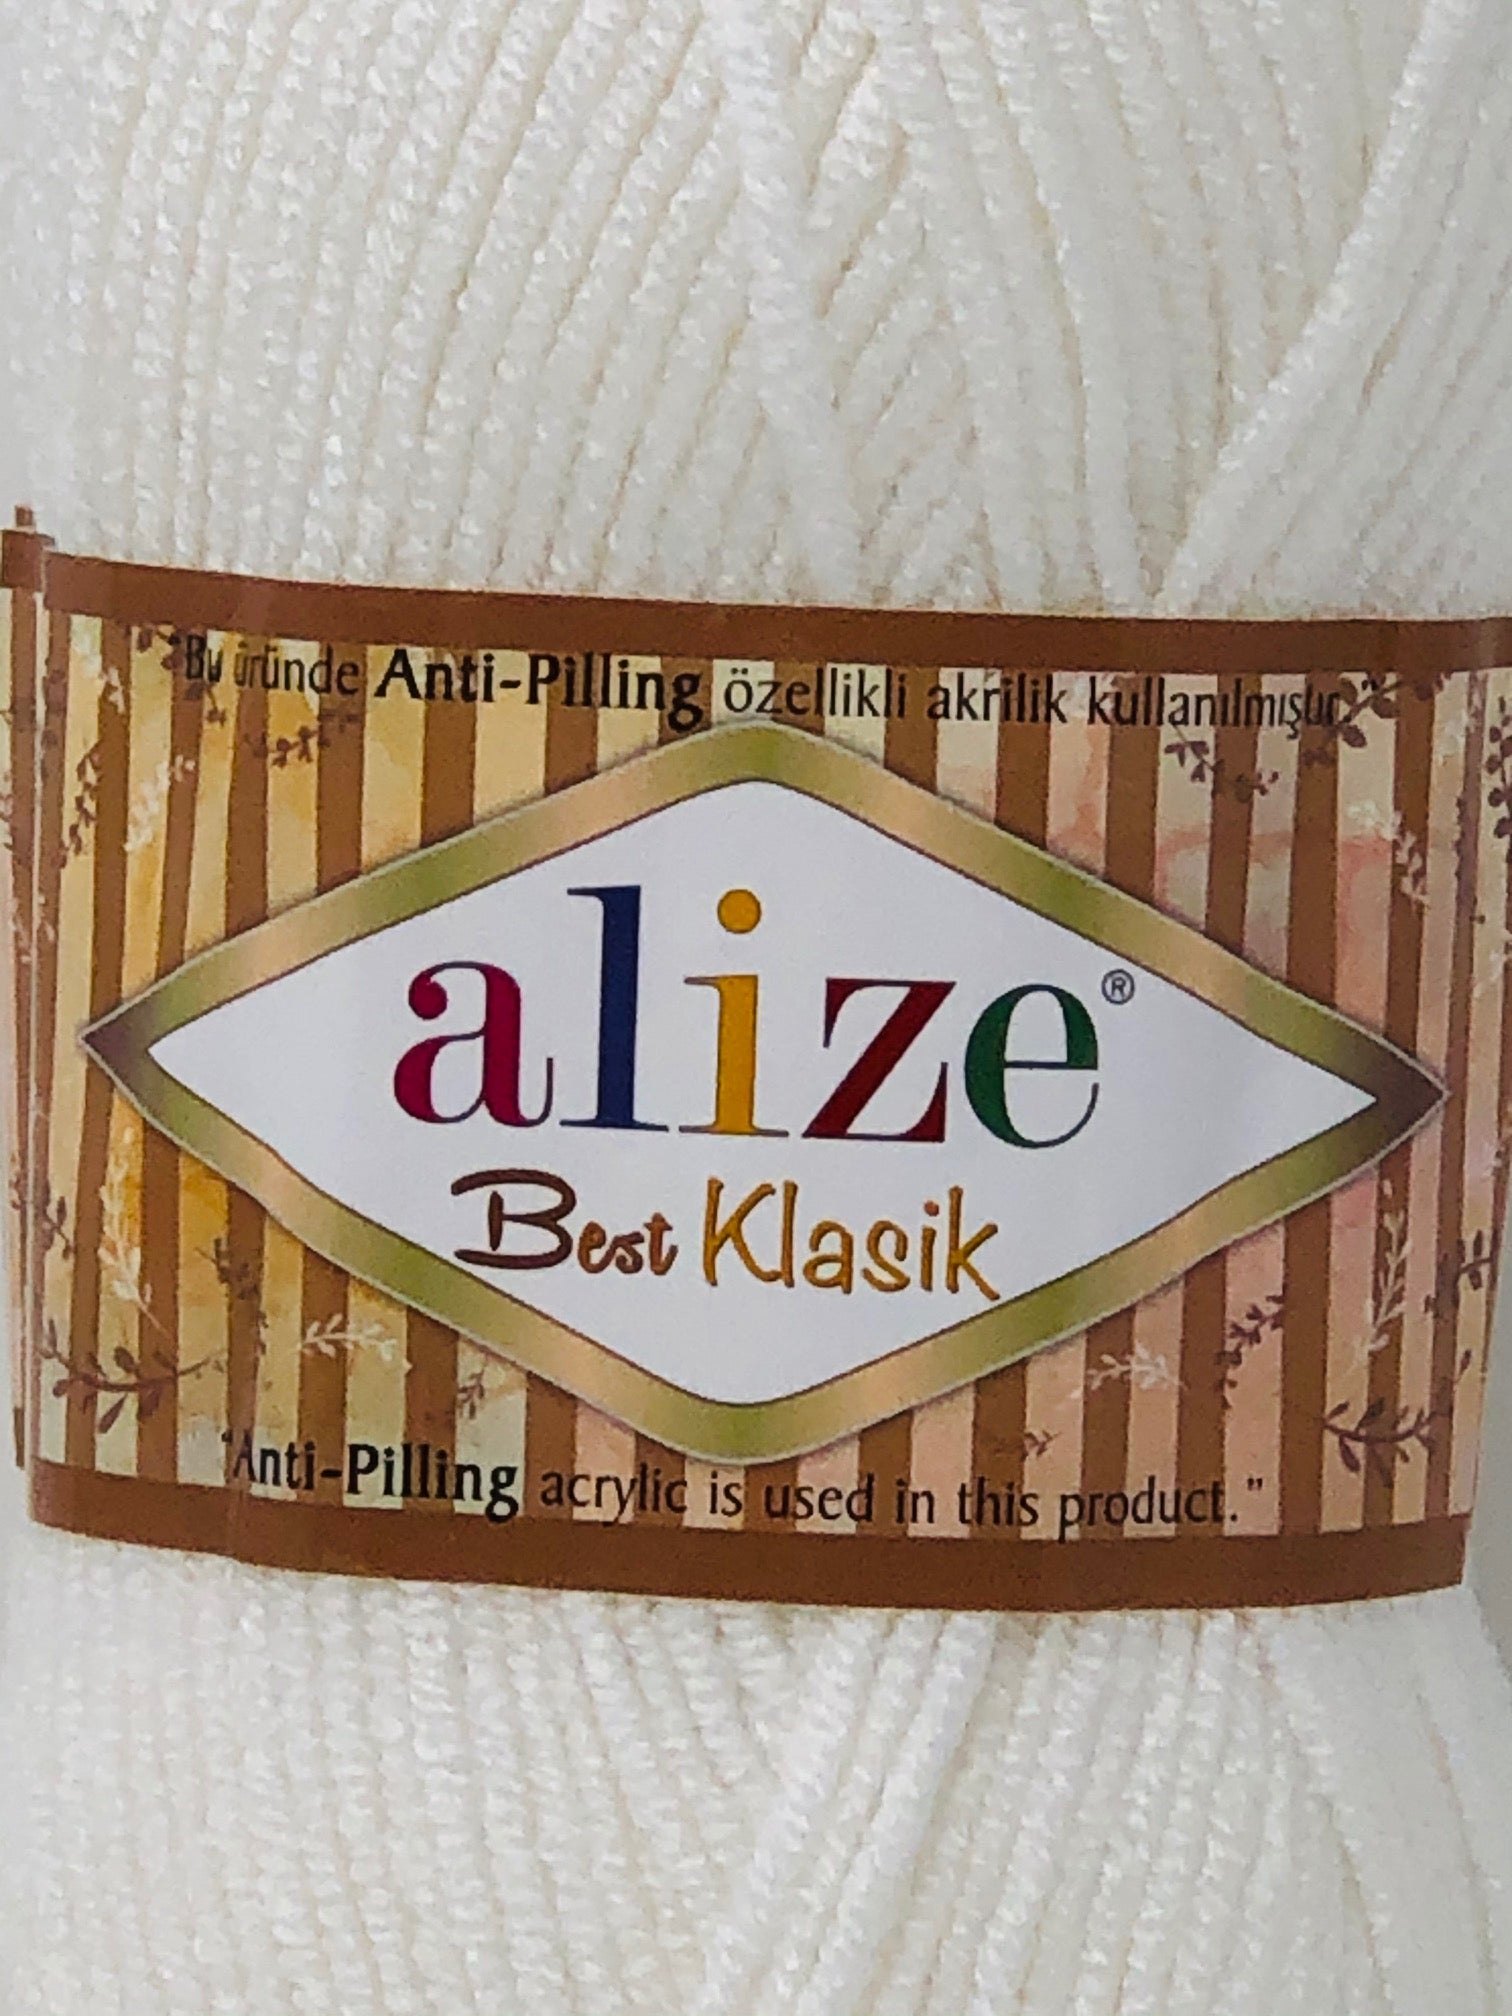 "Bu üründe Anti-Pilling özellikli akrilik kullanılmıştır."
alize®
Best Klasik
"Anti-Pilling acrylic is used in this product."